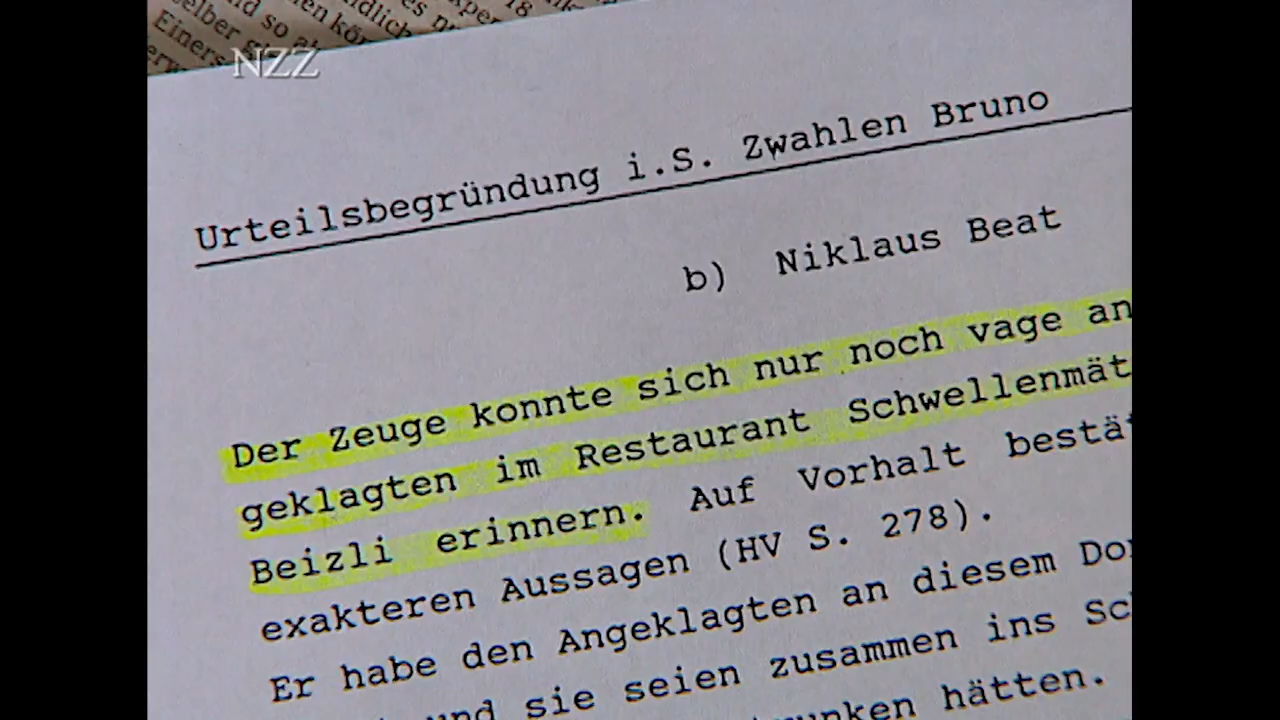 18
NZZ
Urteilsbegründung i.S. Zwahlen Bruno
b) Niklaus Beat
Der Zeuge konnte sich nur noch vage an
geklagten im Restaurant Schwellenmät
Beizli erinnern. Auf Vorhalt bestät
exakteren Aussagen (HV S. 278).
Er habe den Angeklagten an diesem Do
und sie seien zusammen ins Sc
hätten.